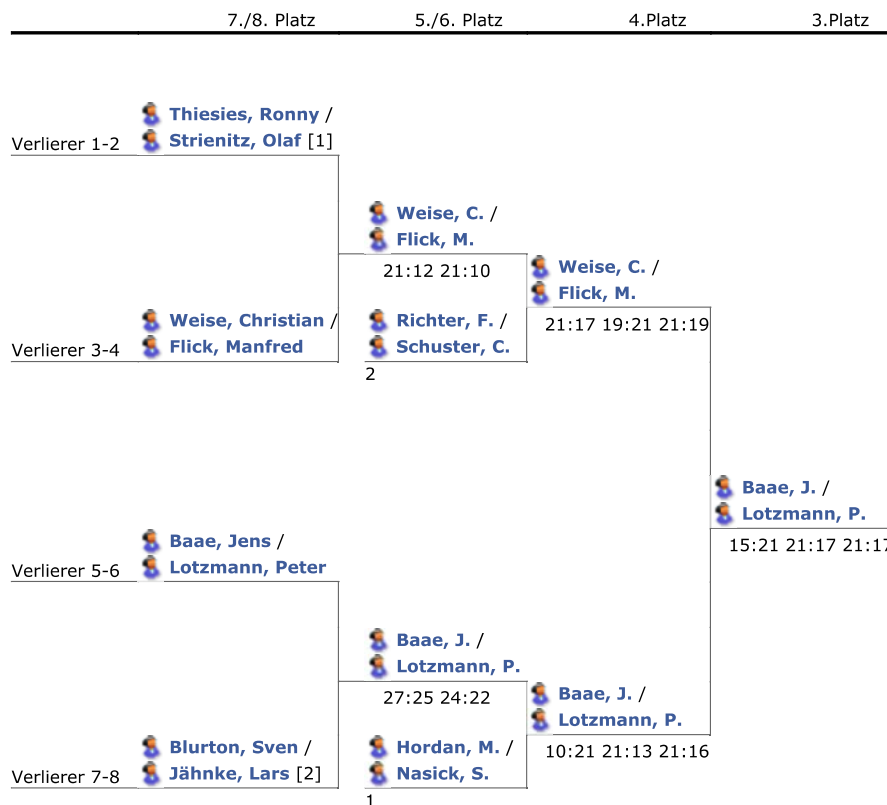 7./8. Platz 5./6. Platz 4.Platz 3.Platz
Thiesies, Ronny /
Strienitz, Olaf [1]
Verlierer 1-2
Weise, C. /
Flick, M.
21:12 21:10
Weise, C. /
Flick, M.
21:17 19:21 21:19
Weise, Christian /
Flick, Manfred
Verlierer 3-4
Richter, F. /
Schuster, C.
2
Baae, J. /
Lotzmann, P.
15:21 21:17 21:17
Baae, Jens /
Lotzmann, Peter
Verlierer 5-6
Baae, J. /
Lotzmann, P.
27:25 24:22
Baae, J. /
Lotzmann, P.
10:21 21:13 21:16
Blurton, Sven /
Jähnke, Lars [2]
Verlierer 7-8
Hordan, M. /
Nasick, S.
1